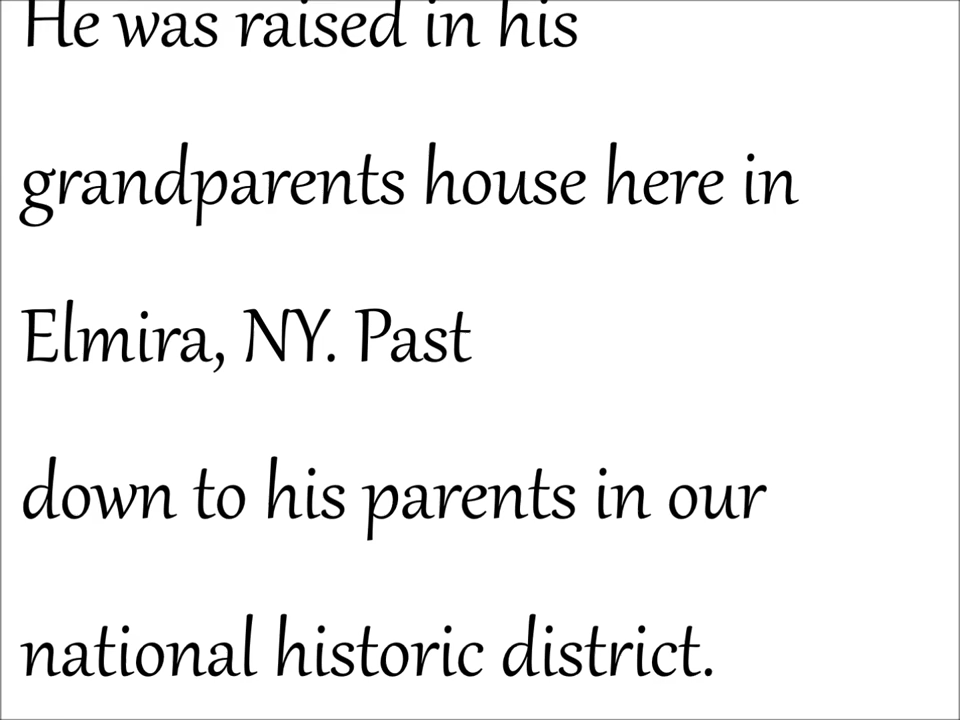 He was raised in his
grandparents house here in
Elmira, NY. Past
down to his parents in our
national historic district.